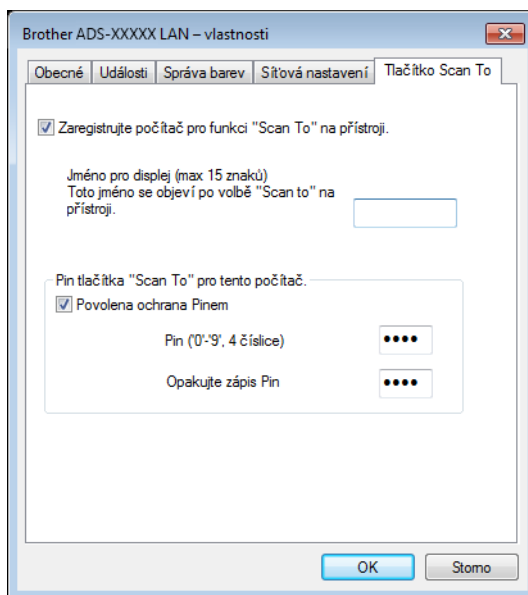 Brother ADS-XXXXX LAN – vlastnosti
Obecné Události Správa barev Síťová nastavení Tlačítko Scan To
Zaregistrujte počítač pro funkci "Scan To" na přístroji.
Jméno pro displej (max 15 znaků)
Toto jméno se objeví po volbě "Scan to" na
přístroji.
Pin tlačítka "Scan To" pro tento počítač.
Povolena ochrana Pinem
Pin ('0'-'9', 4 číslice) ••••
Opakujte zápis Pin ••••
OK Storno